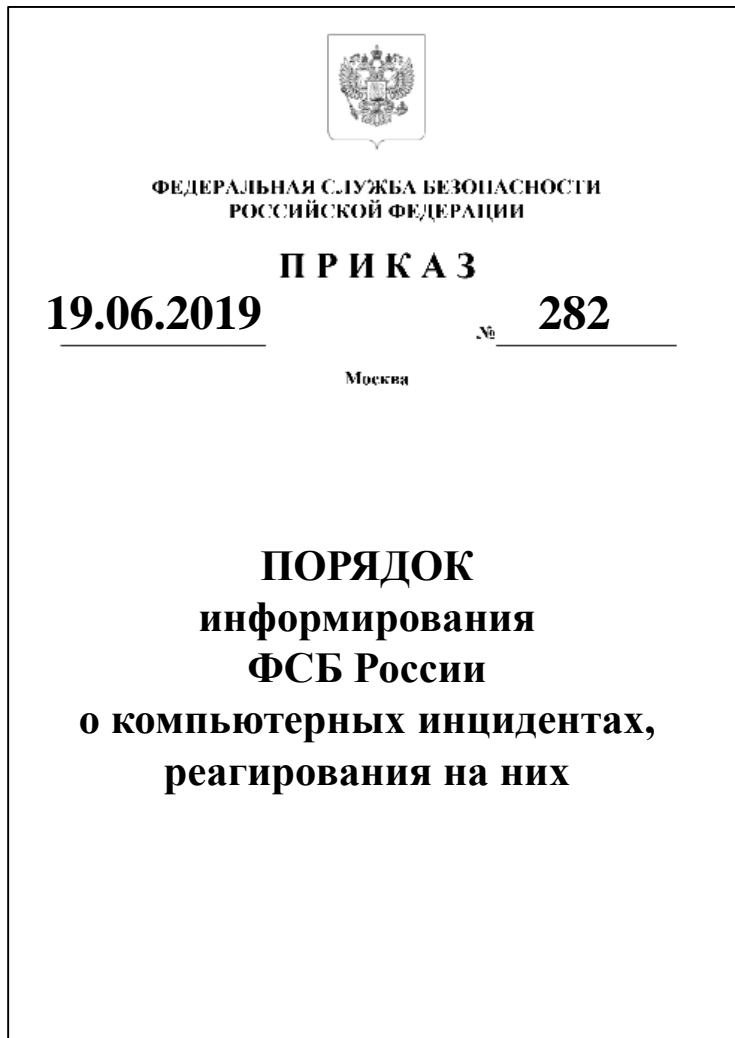 ФЕДЕРАЛЬНАЯ СЛУЖБА БЕЗОПАСНОСТИ
РОССИЙСКОЙ ФЕДЕРАЦИИ
П Р И К А З
19.06.2019 № 282
Москва
ПОРЯДОК
информирования
ФСБ России
о компьютерных инцидентах,
реагирования на них